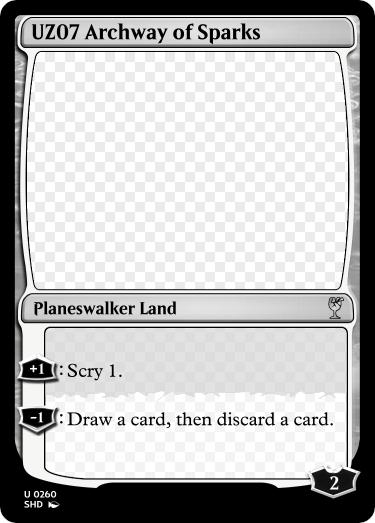 UZ07 Archway of Sparks
Planeswalker Land
+1: Scry 1.
-1: Draw a card, then discard a card.
2
U 0260
SHD